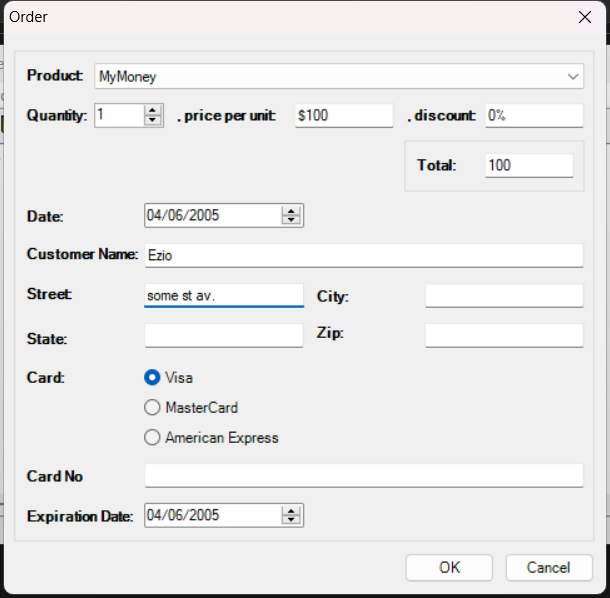 Order
Product: MyMoney
Quantity: 1 , price per unit: $100 , discount: 0%
Total: 100
Date: 04/06/2005
Customer Name: Ezio
Street: some st av. City:
State: Zip:
Card: Visa
MasterCard
American Express
Card No
Expiration Date: 04/06/2005
OK Cancel